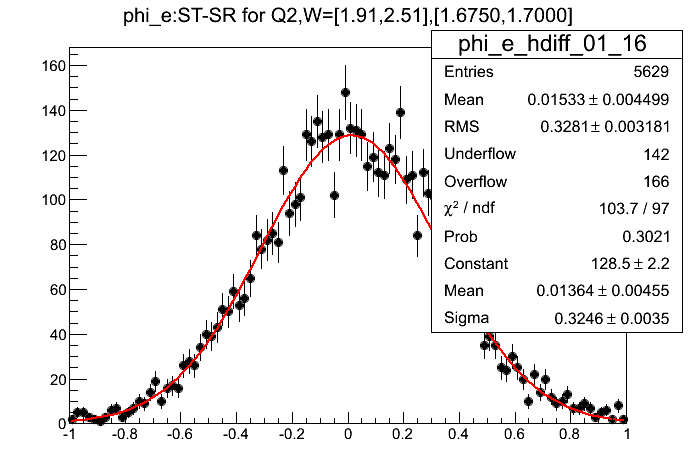 phi_e:ST-SR for Q2,W=[1.91,2.51],[1.6750,1.7000]
phi_e_hdiff_01_16
Entries 5629
Mean 0.01533 ± 0.004499
RMS 0.3281 ± 0.003181
Underflow 142
Overflow 166
χ² / ndf 103.7 / 97
Prob 0.3021
Constant 128.5 ± 2.2
Mean 0.01364 ± 0.00455
Sigma 0.3246 ± 0.0035
160
140
120
100
80
60
40
20
0
-1 -0.8 -0.6 -0.4 -0.2 0 0.2 0.4 0.6 0.8 1